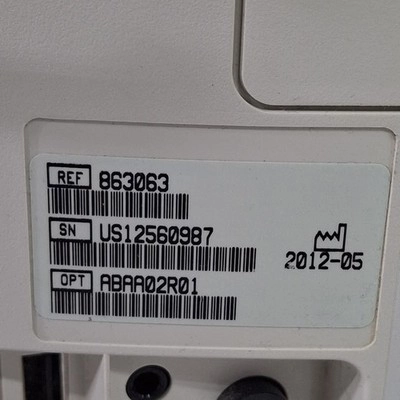 REF 863063
SN US12560987
2012-05
OPT ABAA02R01